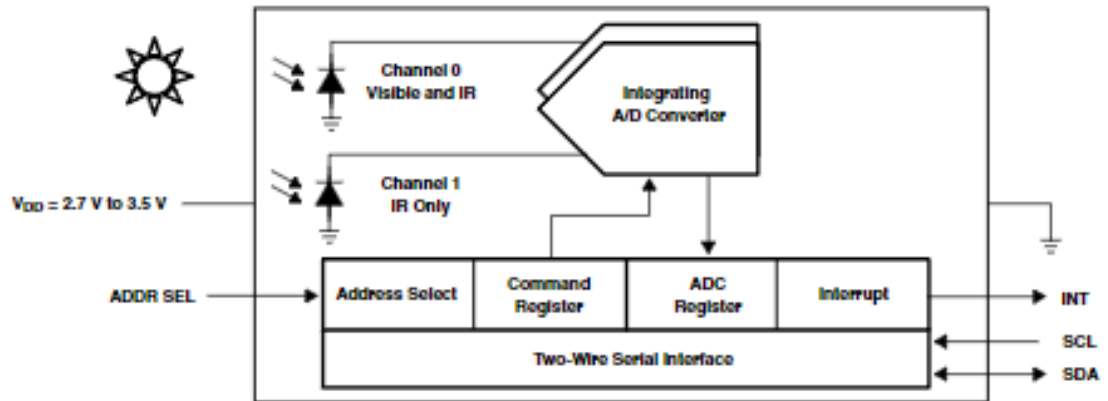 Channel 0
Visible and IR
Integrating
A/D Converter
Channel 1
IR Only
VDD = 2.7 V to 3.5 V
ADDR SEL
Address Select
Command
Register
ADC
Register
Interrupt
INT
Two-Wire Serial Interface
SCL
SDA